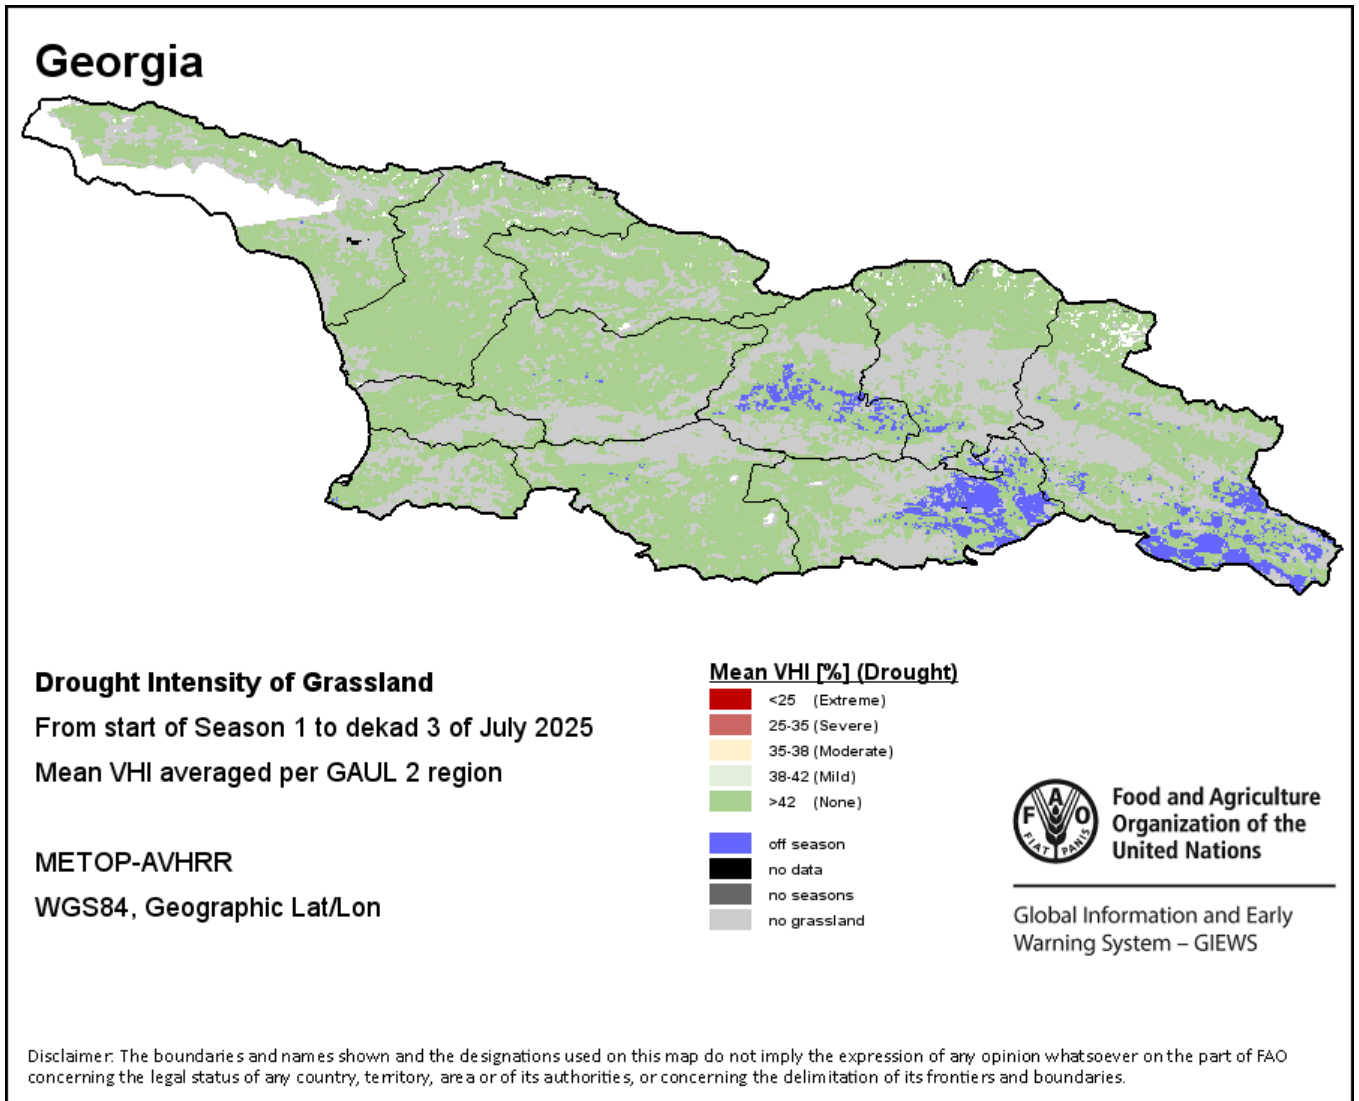 Georgia
Drought Intensity of Grassland
From start of Season 1 to dekad 3 of July 2025
Mean VHI averaged per GAUL 2 region
METOP-AVHRR
WGS84, Geographic Lat/Lon
Mean VHI [%] (Drought)
<25 (Extreme)
25-35 (Severe)
35-38 (Moderate)
38-42 (Mild)
>42 (None)
off season
no data
no seasons
no grassland
F A O
FIAT PANIS
Food and Agriculture
Organization of the
United Nations
Global Information and Early
Warning System – GIEWS
Disclaimer: The boundaries and names shown and the designations used on this map do not imply the expression of any opinion whatsoever on the part of FAO
concerning the legal status of any country, territory, area or of its authorities, or concerning the delimitation of its frontiers and boundaries.